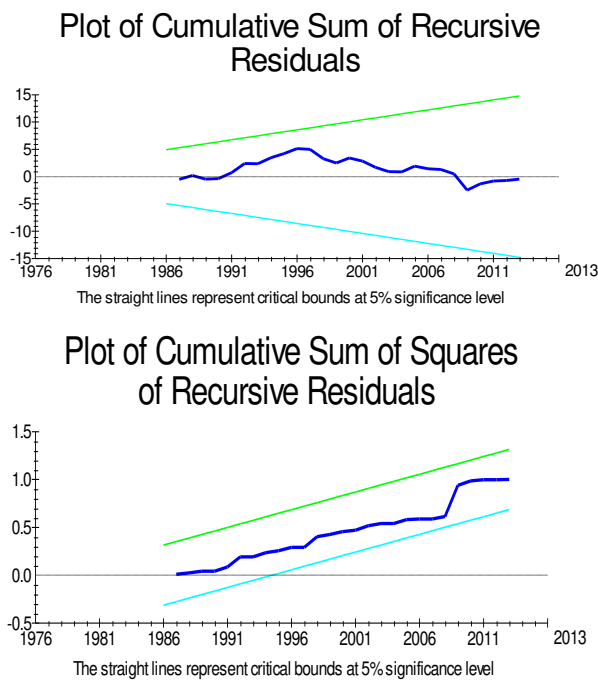 Plot of Cumulative Sum of Recursive
Residuals
15
10
5
0
-5
-10
-15
1976 1981 1986 1991 1996 2001 2006 2011 2013
The straight lines represent critical bounds at 5% significance level
Plot of Cumulative Sum of Squares
of Recursive Residuals
1.5
1.0
0.5
0.0
-0.5
1976 1981 1986 1991 1996 2001 2006 2011 2013
The straight lines represent critical bounds at 5% significance level